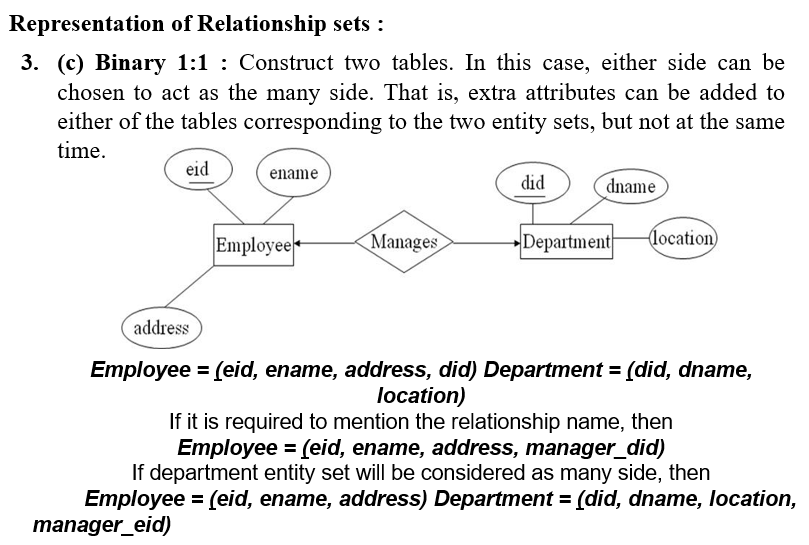 Representation of Relationship sets :
3. (c) Binary 1:1 : Construct two tables. In this case, either side can be
chosen to act as the many side. That is, extra attributes can be added to
either of the tables corresponding to the two entity sets, but not at the same
time.
eid
ename
did
dname
Employee
Manages
Department
location
address
Employee = (eid, ename, address, did) Department = (did, dname,
location)
If it is required to mention the relationship name, then
Employee = (eid, ename, address, manager_did)
If department entity set will be considered as many side, then
Employee = (eid, ename, address) Department = (did, dname, location,
manager_eid)